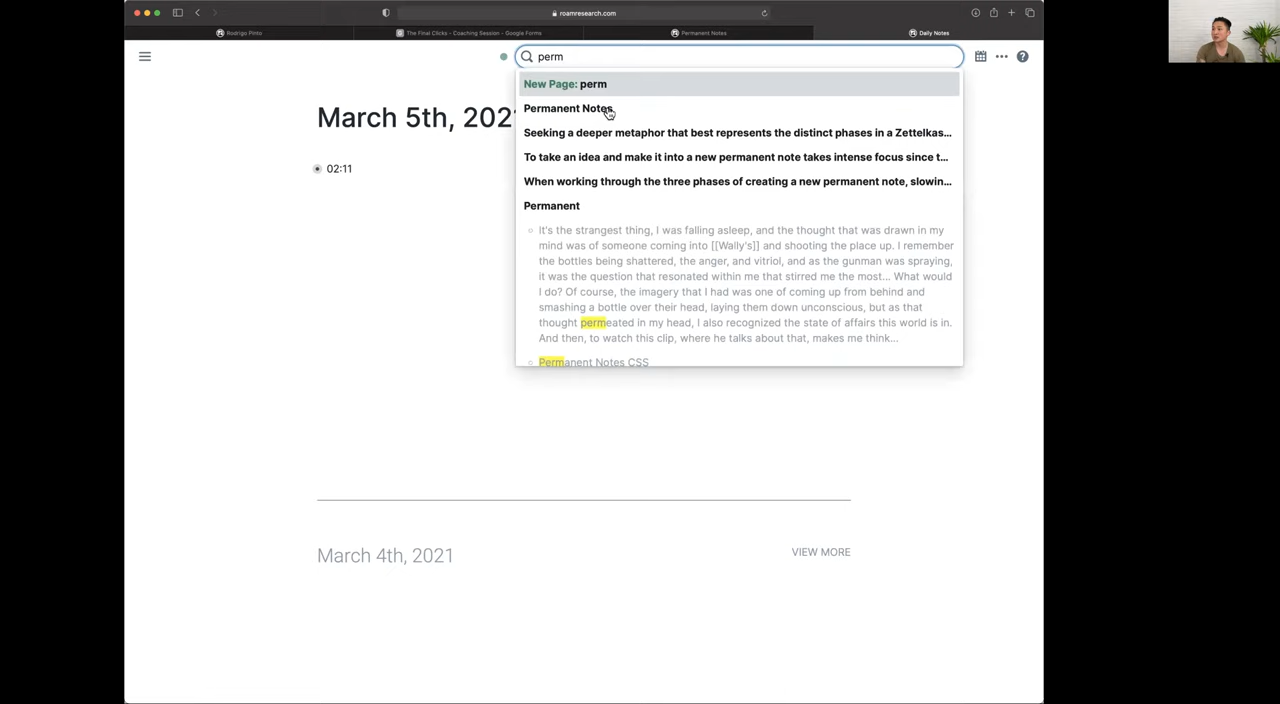 roamresearch.com
Rodrigo Pinto
The Final Clicks - Coaching Session - Google Forms
Permanent Notes
Daily Notes
perm
New Page: perm
Permanent Notes
Seeking a deeper metaphor that best represents the distinct phases in a Zettelkas...
To take an idea and make it into a new permanent note takes intense focus since t...
When working through the three phases of creating a new permanent note, slowin...
Permanent
it's the strangest thing, I was falling asleep, and the thought that was drawn in my
mind was of someone coming into [[Wally's]] and shooting the place up. I remember
the bottles being shattered, the anger, and vitriol, and as the gunman was spraying,
it was the question that resonated within me that stirred me the most... What would
I do? Of course, the imagery that I had was one of coming up from behind and
smashing a bottle over their head, laying them down unconscious, but as that
thought permeated in my head, I also recognized the state of affairs this world is in.
And then, to watch this clip, where he talks about that, makes me think...
Permanent Notes CSS
March 5th, 202
02:11
March 4th, 2021
VIEW MORE